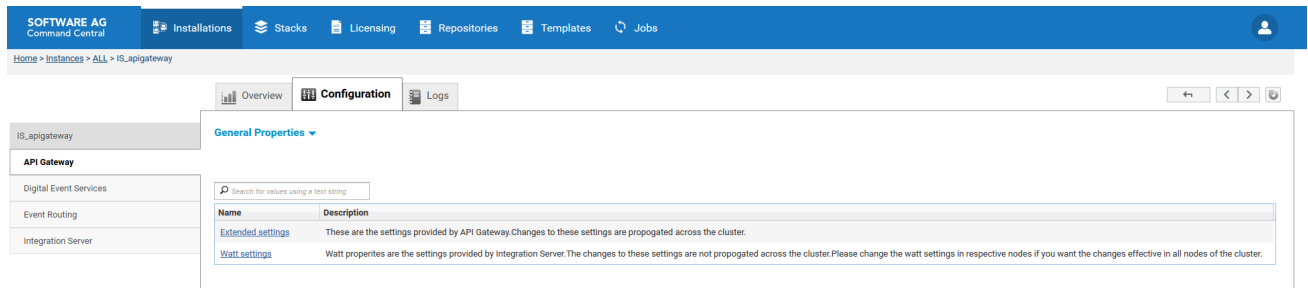 SOFTWARE AG
Command Central
Installations
Stacks
Licensing
Repositories
Templates
Jobs
Home > Instances > ALL > IS_apigateway
Overview
Configuration
Logs
IS_apigateway
API Gateway
Digital Event Services
Event Routing
Integration Server
General Properties
Search for values using a text string
Name Description
Extended settings These are the settings provided by API Gateway.Changes to these settings are propogated across the cluster.
Watt settings Watt properites are the settings provided by Integration Server.The changes to these settings are not propogated across the cluster.Please change the watt settings in respective nodes if you want the changes effective in all nodes of the cluster.